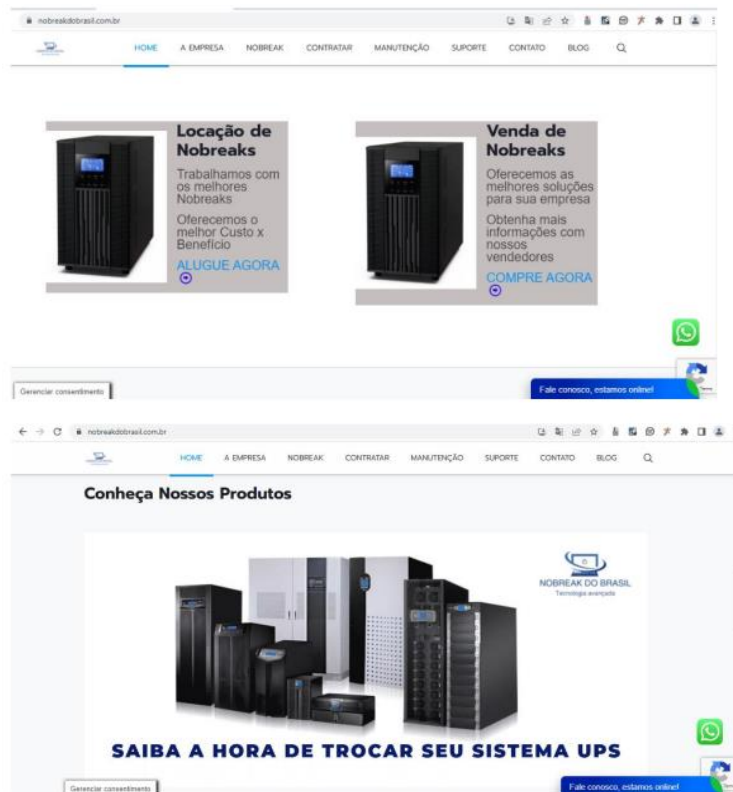 nobreakdobrasil.com.br
HOME A EMPRESA NOBREAK CONTRATAR MANUTENÇÃO SUPORTE CONTATO BLOG
Locação de
Nobreaks
Trabalhamos com
os melhores
Nobreaks
Oferecemos o
melhor Custo x
Benefício
ALUGUE AGORA
Venda de
Nobreaks
Oferecemos as
melhores soluções
para sua empresa
Obtenha mais
informações com
nossos
vendedores
COMPRE AGORA
Gerenciar consentimento
Fale conosco, estamos online!
nobreakdobrasil.com.br
HOME A EMPRESA NOBREAK CONTRATAR MANUTENÇÃO SUPORTE CONTATO BLOG
Conheça Nossos Produtos
NOBREAK DO BRASIL
Tecnologia avançada
SAIBA A HORA DE TROCAR SEU SISTEMA UPS
Gerenciar consentimento
Fale conosco, estamos online!